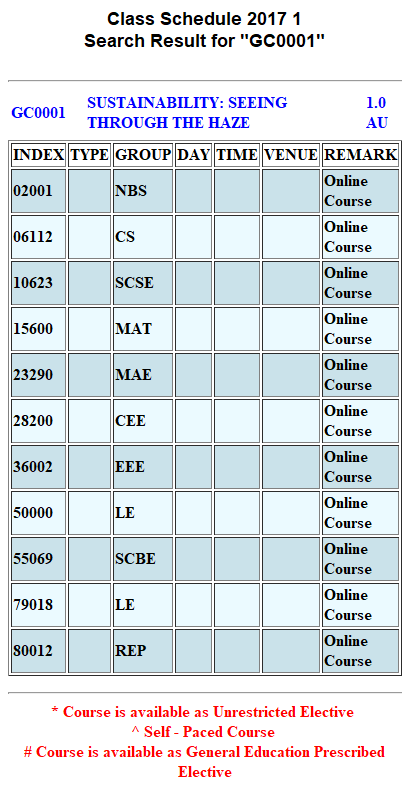 Class Schedule 2017 1
Search Result for "GC0001"
GC0001 SUSTAINABILITY: SEEING THROUGH THE HAZE 1.0 AU
INDEX TYPE GROUP DAY TIME VENUE REMARK
02001 NBS Online Course
06112 CS Online Course
10623 SCSE Online Course
15600 MAT Online Course
23290 MAE Online Course
28200 CEE Online Course
36002 EEE Online Course
50000 LE Online Course
55069 SCBE Online Course
79018 LE Online Course
80012 REP Online Course
* Course is available as Unrestricted Elective
^ Self - Paced Course
# Course is available as General Education Prescribed
Elective